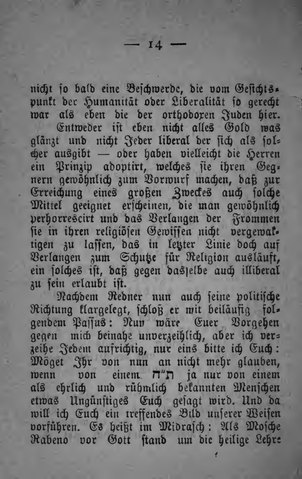 — 14 —
nicht so bald eine Beschwerde, die vom Gesichts-
punkt der Humanität oder Liberalität so gerecht
war als eben die der orthodoxen Juden hier.
Entweder ist eben nicht alles Gold was
glänzt und nicht Jeder liberal der sich als sol-
cher ausgibt — oder haben vielleicht die Herren
ein Prinzip adoptirt, welches sie ihren Geg-
nern gewöhnlich zum Vorwurf machen, daß zur
Erreichung eines großen Zweckes auch solche
Mittel geeignet erscheinen, die man gewöhnlich
perhorrescirt und das Verlangen der Frommen
sie in ihren religiösen Gewissen nicht vergewal-
tigen zu lassen, das in letzter Linie doch auf
Verlangen zum Schutze für Religion ausläuft,
ein solches ist, daß gegen dasselbe auch illiberal
zu sein erlaubt ist.
Nachdem Redner nun auch seine politische
Richtung klargelegt, schloß er mit beiläufig fol-
gendem Passus: Nun wäre Euer Vorgehen
gegen mich beinahe unverzeihlich, aber ich ver-
zeihe Jedem aufrichtig, nur eins bitte ich Euch:
Möget Ihr von nun an nicht mehr glauben,
wenn von einem ת״ח ja nur von einem
als ehrlich und rühmlich bekannten Menschen
etwas Ungünstiges Euch gesagt wird. Und da
will ich Euch ein treffendes Bild unserer Weisen
vorführen. Es heißt im Midrasch: Als Mosche
Rabeno vor Gott stand um die heilige Lehre